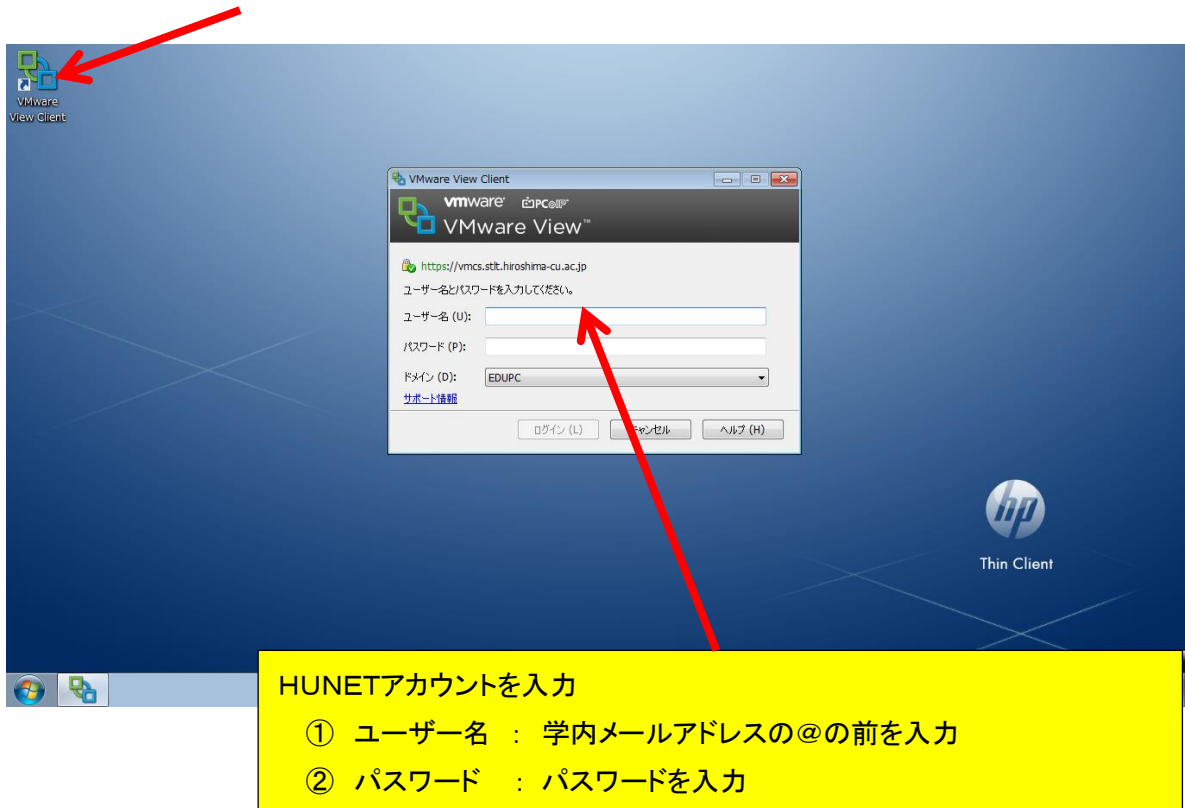 VMware
View Client
VMware View Client
vmware PCoIP
VMware View™
https://vmcs.stlt.hiroshima-cu.ac.jp
ユーザー名とパスワードを入力してください。
ユーザー名 (U):
パスワード (P):
ドメイン (D): EDUPC
サポート情報
ログイン (L) キャンセル ヘルプ (H)
hp
Thin Client
HUNETアカウントを入力
① ユーザー名 : 学内メールアドレスの@の前を入力
② パスワード : パスワードを入力